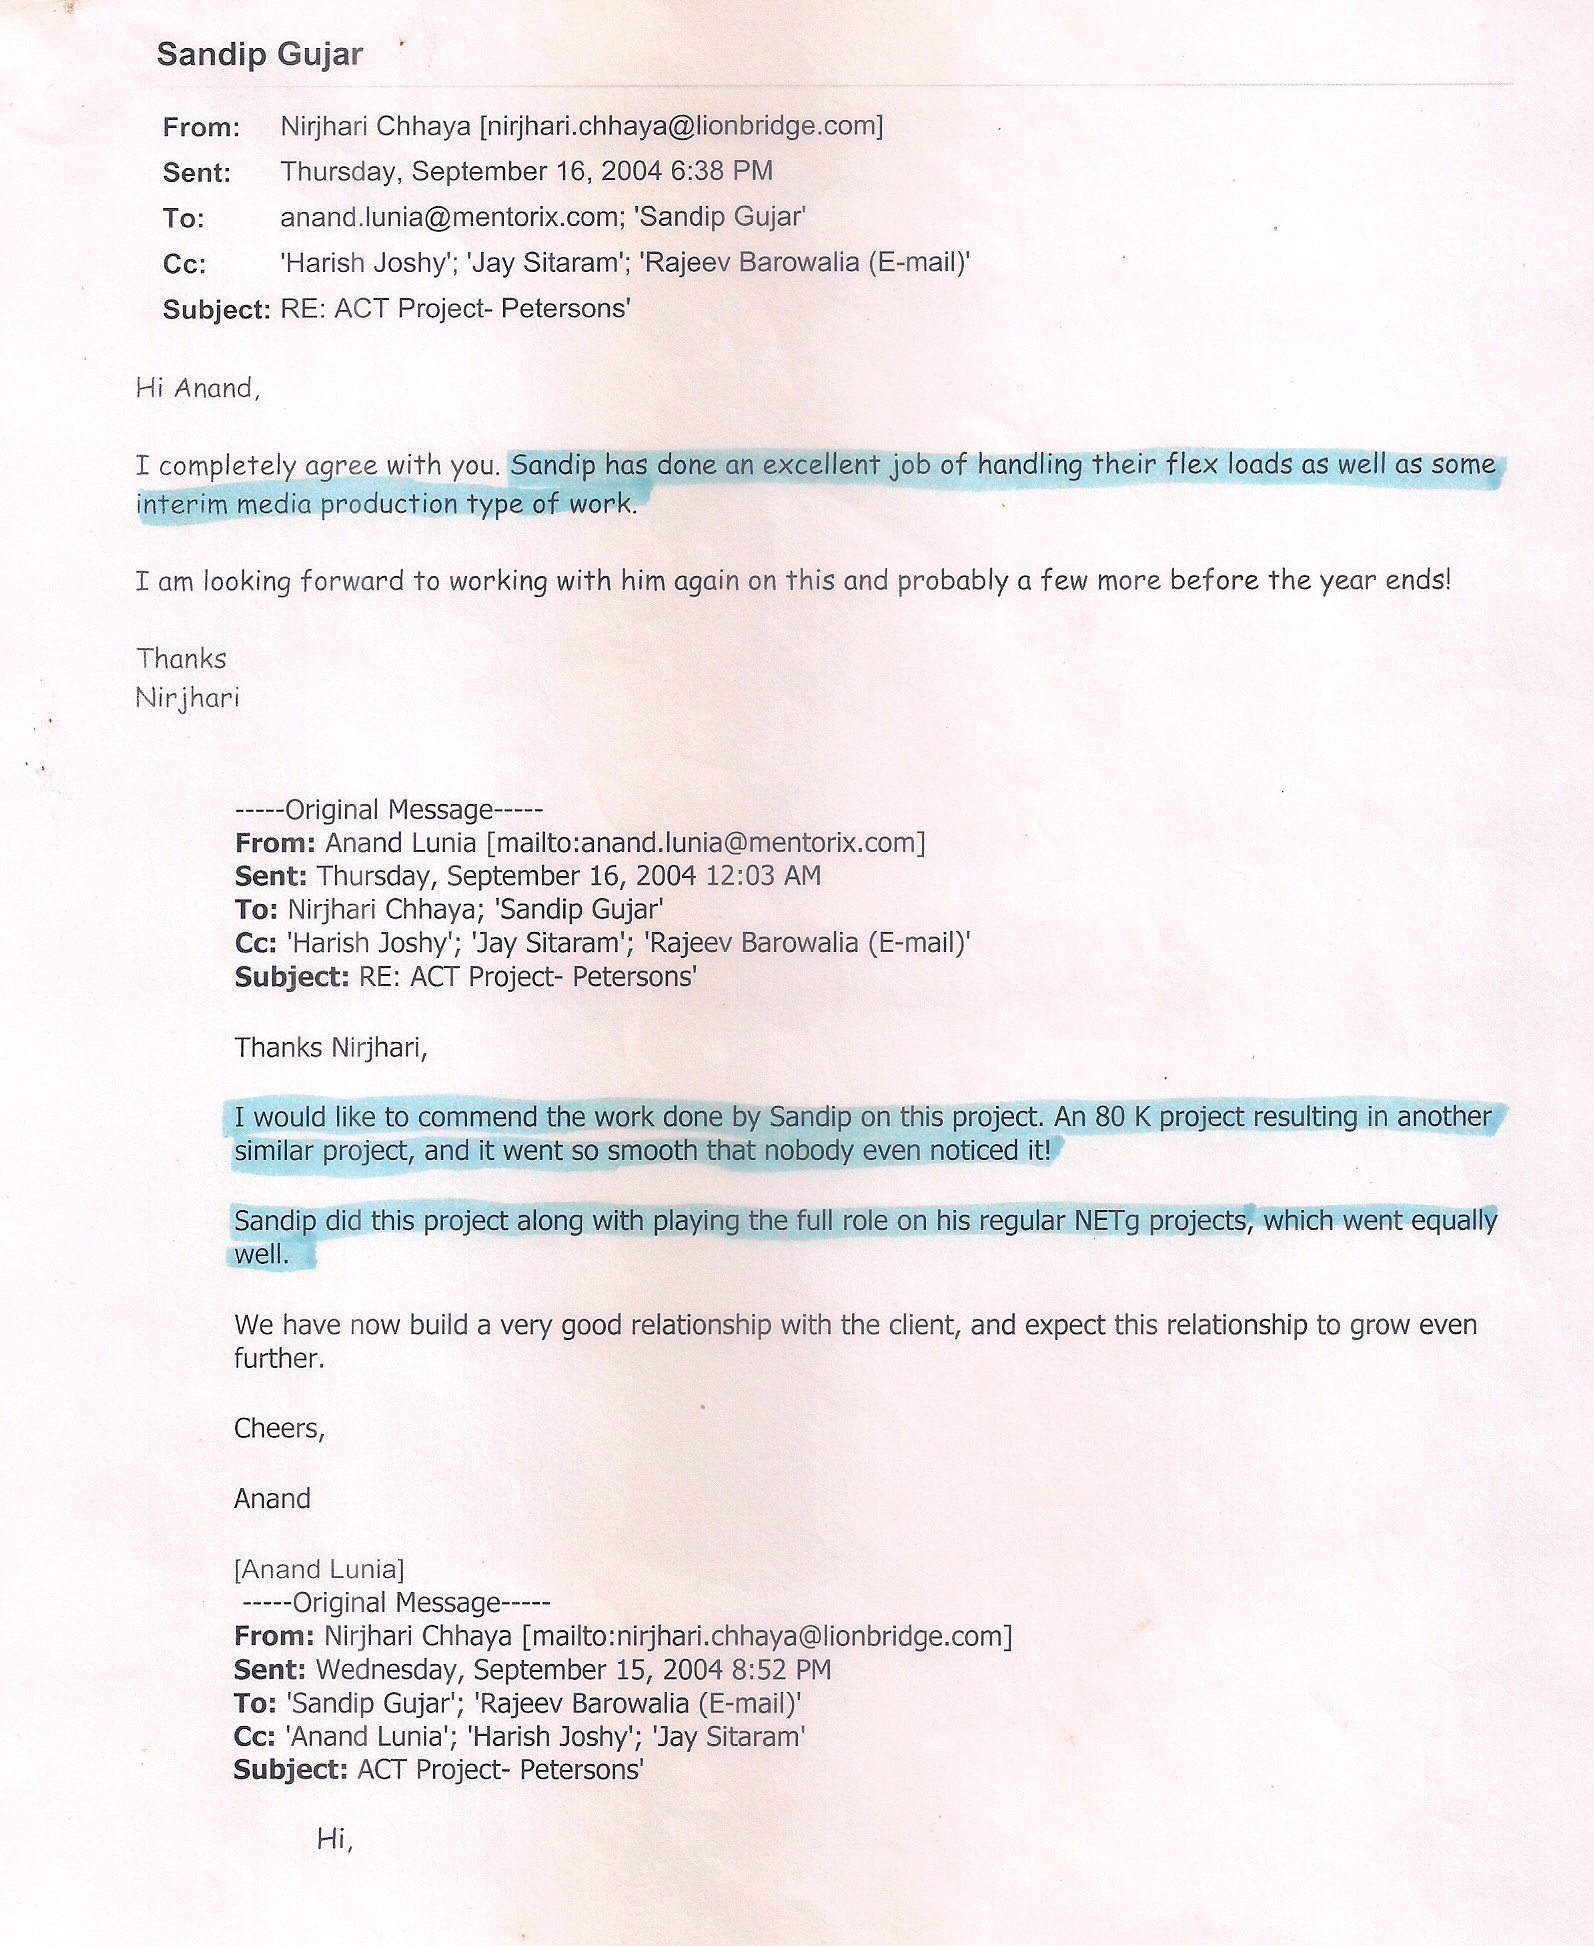 Sandip Gujar
From: Nirjhari Chhaya [nirjhari.chhaya@lionbridge.com]
Sent: Thursday, September 16, 2004 6:38 PM
To: anand.lunia@mentorix.com; 'Sandip Gujar'
Cc: 'Harish Joshy'; 'Jay Sitaram'; 'Rajeev Barowalia (E-mail)'
Subject: RE: ACT Project- Petersons'
Hi Anand,
I completely agree with you. Sandip has done an excellent job of handling their flex loads as well as some
interim media production type of work.
I am looking forward to working with him again on this and probably a few more before the year ends!
Thanks
Nirjhari
-----Original Message-----
From: Anand Lunia [mailto:anand.lunia@mentorix.com]
Sent: Thursday, September 16, 2004 12:03 AM
To: Nirjhari Chhaya; 'Sandip Gujar'
Cc: 'Harish Joshy'; 'Jay Sitaram'; 'Rajeev Barowalia (E-mail)'
Subject: RE: ACT Project- Petersons'
Thanks Nirjhari,
I would like to commend the work done by Sandip on this project. An 80 K project resulting in another
similar project, and it went so smooth that nobody even noticed it!
Sandip did this project along with playing the full role on his regular NETg projects, which went equally
well.
We have now build a very good relationship with the client, and expect this relationship to grow even
further.
Cheers,
Anand
[Anand Lunia]
-----Original Message-----
From: Nirjhari Chhaya [mailto:nirjhari.chhaya@lionbridge.com]
Sent: Wednesday, September 15, 2004 8:52 PM
To: 'Sandip Gujar'; 'Rajeev Barowalia (E-mail)'
Cc: 'Anand Lunia'; 'Harish Joshy'; 'Jay Sitaram'
Subject: ACT Project- Petersons'
Hi,